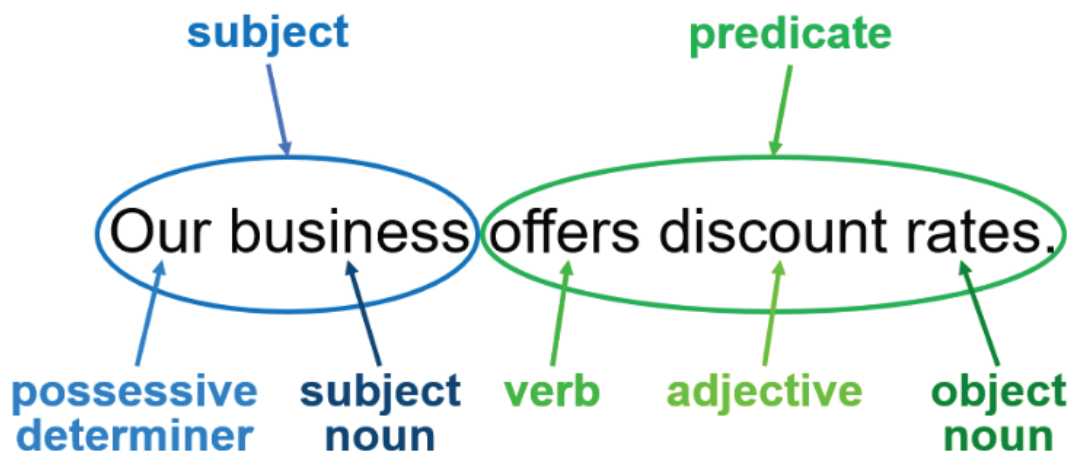 subject predicate
Our business offers discount rates.
possessive determiner
subject noun
verb
adjective
object noun